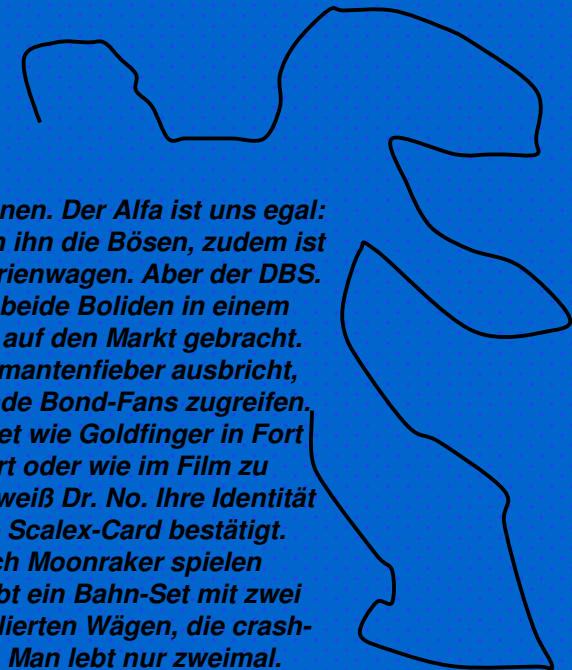 nen. Der Alfa ist uns egal:
ihn die Bösen, zudem ist
rienwagen. Aber der DBS.
beide Boliden in einem
auf den Markt gebracht.
mantenfieber ausbricht,
de Bond-Fans zugreifen.
et wie Goldfinger in Fort
rt oder wie im Film zu
weiß Dr. No. Ihre Identität
Scalex-Card bestätigt.
ch Moonraker spielen
bt ein Bahn-Set mit zwei
lierten Wägen, die crash-
Man lebt nur zweimal.